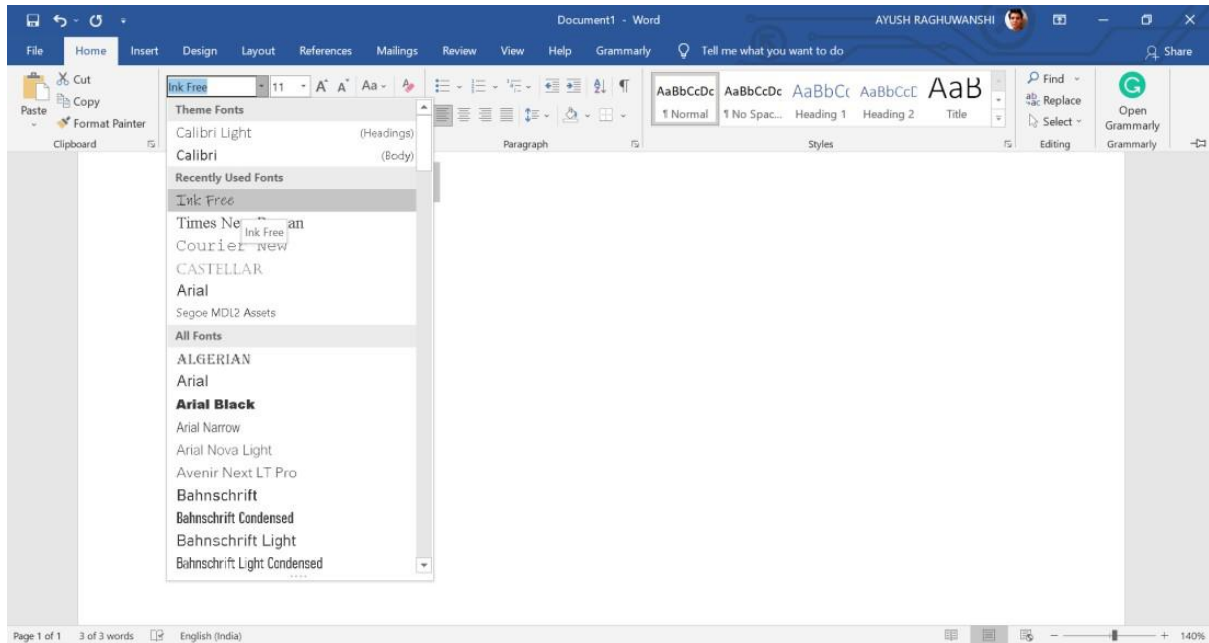 Document1 - Word
AYUSH RAGHUWANSHI
File Home Insert Design Layout References Mailings Review View Help Grammarly Tell me what you want to do Share
Paste
Cut
Copy
Format Painter
Clipboard
Ink Free 11 A A Aa
Paragraph
AaBbCcDc AaBbCcDc AaBbCc AaBbCcD AaB
¶ Normal ¶ No Spac... Heading 1 Heading 2 Title
Styles
Find
Replace
Select
Editing
Open
Grammarly
Grammarly
Theme Fonts
Calibri Light (Headings)
Calibri (Body)
Recently Used Fonts
Ink Free
Times New Roman
Ink Free
Courier New
CASTELLAR
Arial
Segoe MDL2 Assets
All Fonts
ALGERIAN
Arial
Arial Black
Arial Narrow
Arial Nova Light
Avenir Next LT Pro
Bahnschrift
Bahnschrift Condensed
Bahnschrift Light
Bahnschrift Light Condensed
Page 1 of 1 3 of 3 words English (India) 140%